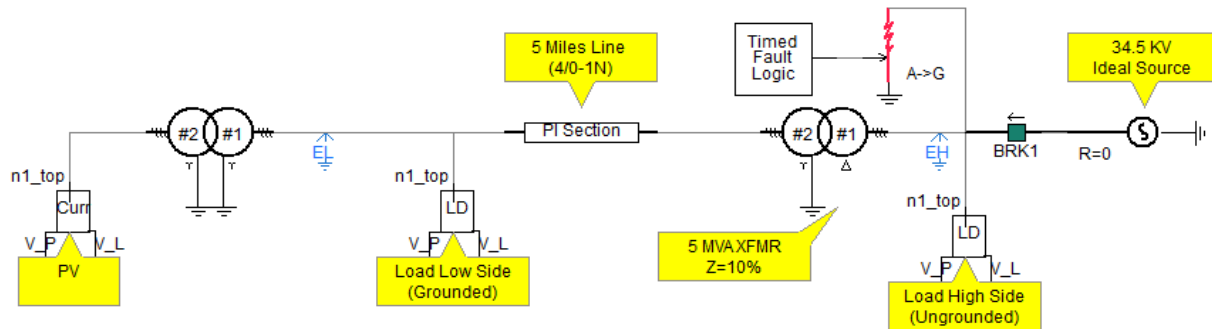 5 Miles Line
(4/0-1N)
Timed
Fault
Logic
A->G
34.5 KV
Ideal Source
#2
#1
EL
PI Section
#2
#1
EH
BRK1
R=0
S
n1_top
Curr
V_P
V_L
PV
n1_top
LD
V_P
V_L
Load Low Side
(Grounded)
5 MVA XFMR
Z=10%
n1_top
LD
V_P
V_L
Load High Side
(Ungrounded)